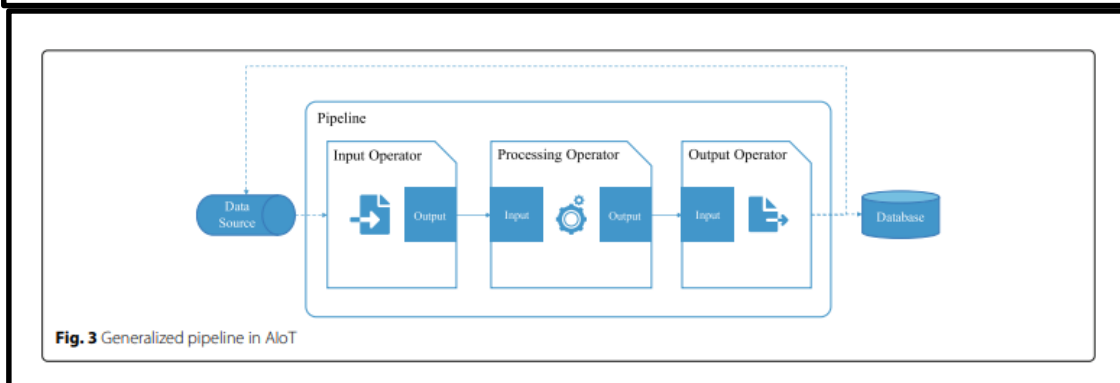 Pipeline
Input Operator
Processing Operator
Output Operator
Data
Source
Output
Input
Output
Input
Database
Fig. 3 Generalized pipeline in AIoT